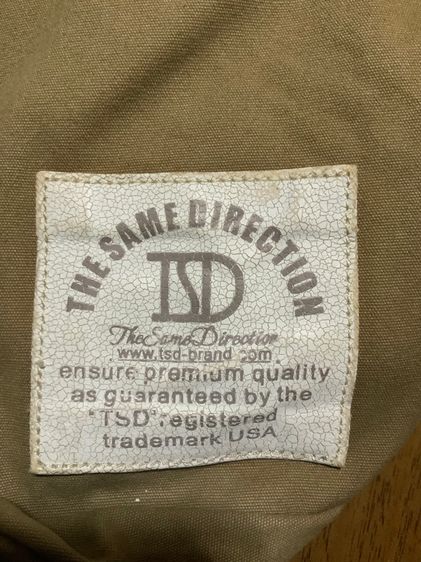 THE SAME DIRECTION
TSD
The Same Direction
www.tsd-brand.com
ensure premium quality
as guaranteed by the
"TSD" registered
trademark USA